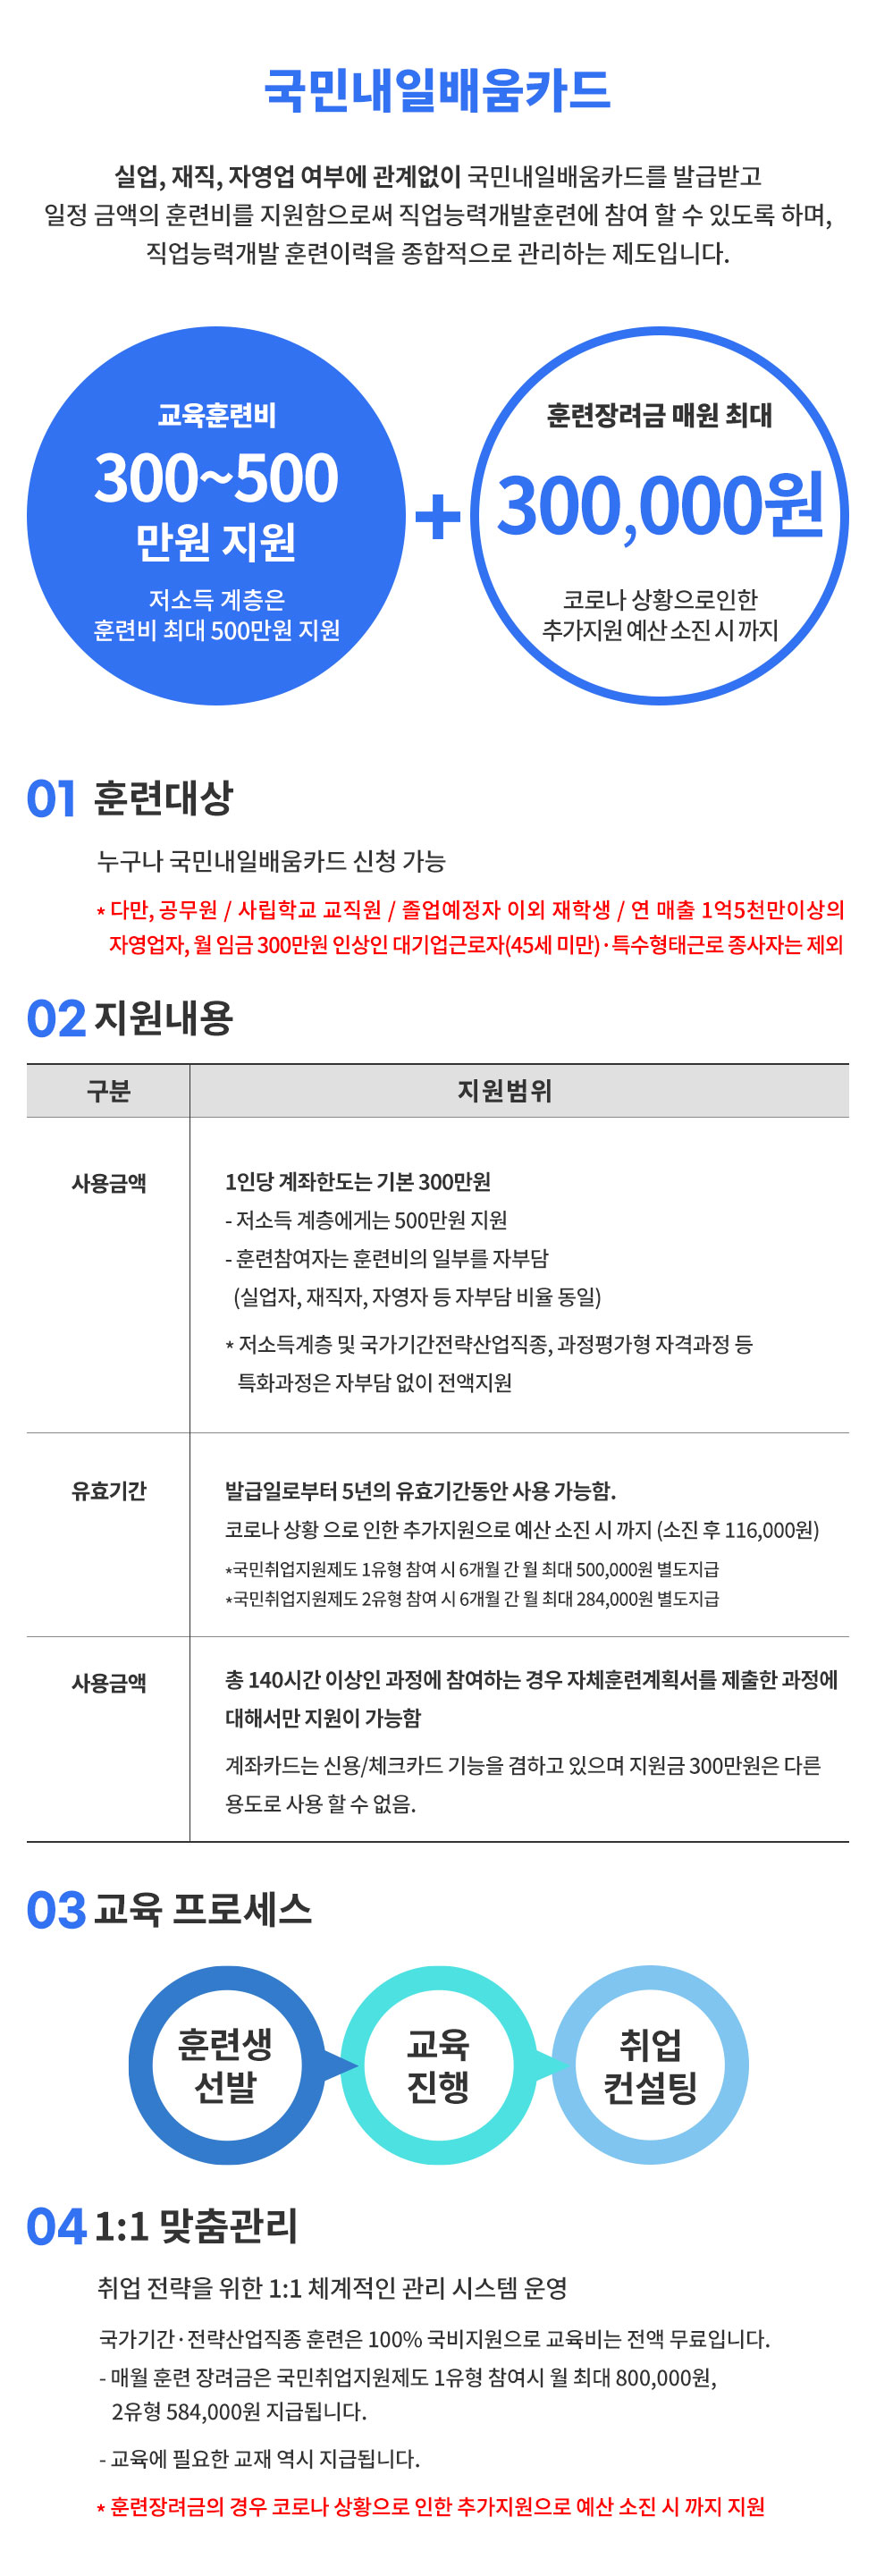 국민내일배움카드
실업, 재직, 자영업 여부에 관계없이 국민내일배움카드를 발급받고
일정 금액의 훈련비를 지원함으로써 직업능력개발훈련에 참여 할 수 있도록 하며,
직업능력개발 훈련이력을 종합적으로 관리하는 제도입니다.
교육훈련비
300~500
만원 지원
저소득 계층은
훈련비 최대 500만원 지원
+
훈련장려금 매원 최대
300,000원
코로나 상황으로인한
추가지원 예산 소진 시 까지
01 훈련대상
누구나 국민내일배움카드 신청 가능
* 다만, 공무원 / 사립학교 교직원 / 졸업예정자 이외 재학생 / 연 매출 1억5천만이상의
자영업자, 월 임금 300만원 인상인 대기업근로자(45세 미만)·특수형태근로 종사자는 제외
02 지원내용
구분 지원범위
사용금액 1인당 계좌한도는 기본 300만원
- 저소득 계층에게는 500만원 지원
- 훈련참여자는 훈련비의 일부를 자부담
(실업자, 재직자, 자영자 등 자부담 비율 동일)
* 저소득계층 및 국가기간전략산업직종, 과정평가형 자격과정 등
특화과정은 자부담 없이 전액지원
유효기간 발급일로부터 5년의 유효기간동안 사용 가능함.
코로나 상황 으로 인한 추가지원으로 예산 소진 시 까지 (소진 후 116,000원)
*국민취업지원제도 1유형 참여 시 6개월 간 월 최대 500,000원 별도지급
*국민취업지원제도 2유형 참여 시 6개월 간 월 최대 284,000원 별도지급
사용금액 총 140시간 이상인 과정에 참여하는 경우 자체훈련계획서를 제출한 과정에
대해서만 지원이 가능함
계좌카드는 신용/체크카드 기능을 겸하고 있으며 지원금 300만원은 다른
용도로 사용 할 수 없음.
03 교육 프로세스
훈련생
선발
교육
진행
취업
컨설팅
04 1:1 맞춤관리
취업 전략을 위한 1:1 체계적인 관리 시스템 운영
국가기간·전략산업직종 훈련은 100% 국비지원으로 교육비는 전액 무료입니다.
- 매월 훈련 장려금은 국민취업지원제도 1유형 참여시 월 최대 800,000원,
2유형 584,000원 지급됩니다.
- 교육에 필요한 교재 역시 지급됩니다.
* 훈련장려금의 경우 코로나 상황으로 인한 추가지원으로 예산 소진 시 까지 지원